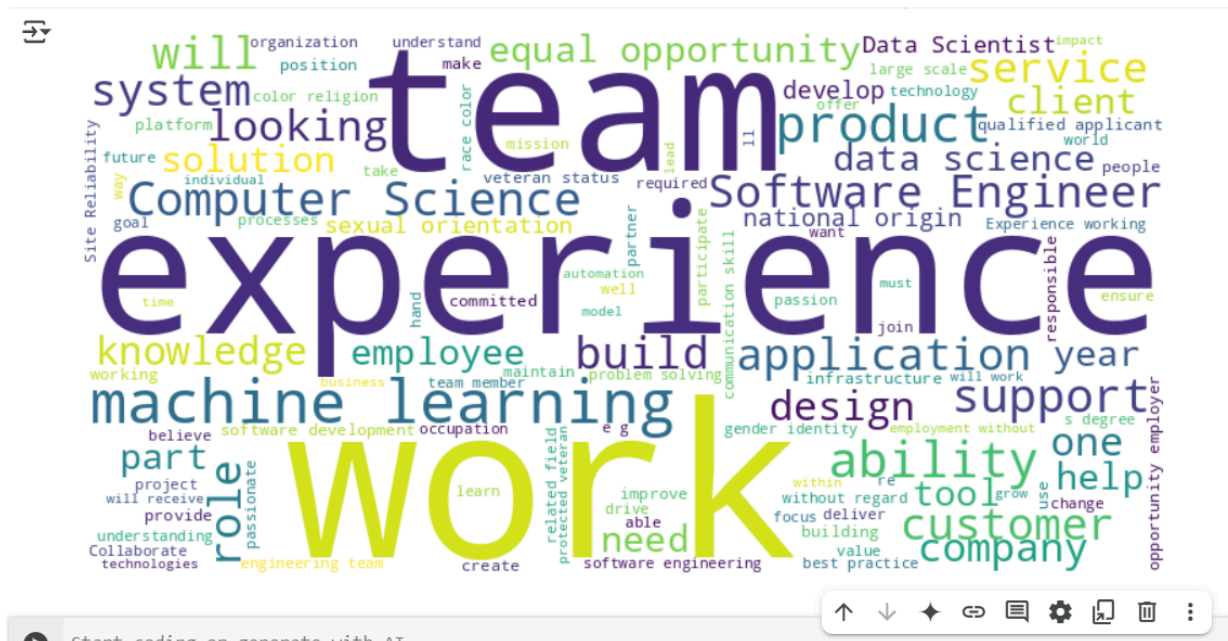 will
organization
understand
equal opportunity
Data Scientist
impact
position
make
team
large scale
service
system
color religion
race color
develop
technology
client
offer
platform
looking
mission
lead
ll
product
qualified applicant
world
Site Reliability
future
solution
take
data science
people
way
individual
veteran status
required
Computer Science
Software Engineer
goal
processes
sexual orientation
partner
participate
national origin
Experience working
want
experience
automation
well
time
hand
committed
model
passion
must
join
responsible
ensure
knowledge
employee
build
communication skill
application
year
working
business
team member
maintain
problem solving
infrastructure
will work
machine learning
design
support
opportunity employer
believe
software development
occupation
e g
gender identity
employment without
s degree
part
role
passionate
work
related field
protected veteran
ability
one
help
project
will receive
learn
improve
within
re
without regard
tool
grow
use
change
provide
drive
able
focus
deliver
customer
understanding
need
building
Collaborate
value
company
technologies
engineering team
create
software engineering
best practice